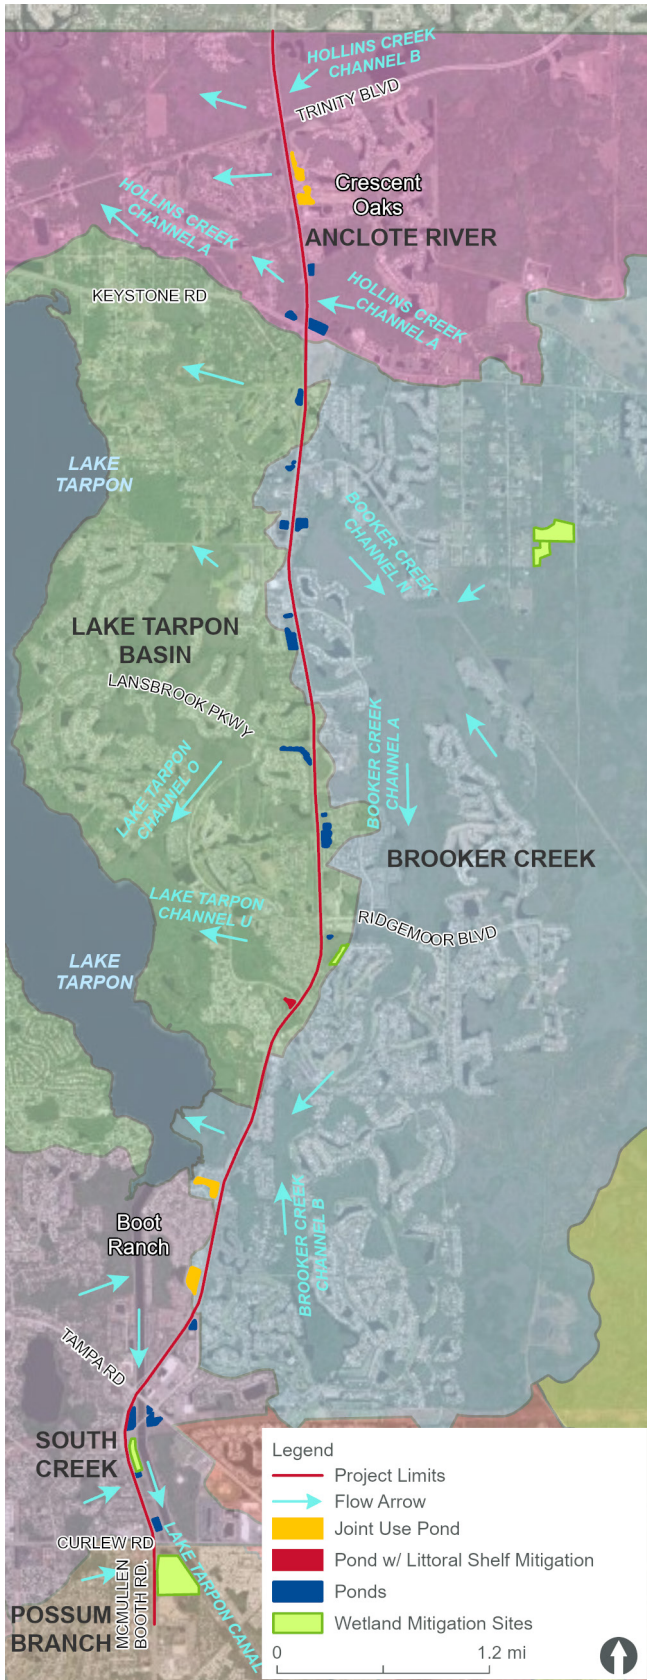 HOLLINS CREEK
CHANNEL B
TRINITY BLVD
Crescent
Oaks
HOLLINS CREEK
CHANNEL A
ANCLOTE RIVER
HOLLINS CREEK
CHANNEL A
KEYSTONE RD
LAKE
TARPON
BOOKER CREEK
CHANNEL N
LAKE TARPON
BASIN
LANSBROOK PKWY
BOOKER CREEK
CHANNEL A
LAKE TARPON
CHANNEL O
BROOKER CREEK
LAKE TARPON
CHANNEL U
RIDGEMOOR BLVD
LAKE
TARPON
BROOKER CREEK
CHANNEL B
Boot
Ranch
TAMPA RD
SOUTH
CREEK
CURLEW RD
LAKE TARPON CANAL
MCMULLEN
BOOTH RD.
POSSUM
BRANCH
Legend
Project Limits
Flow Arrow
Joint Use Pond
Pond w/ Littoral Shelf Mitigation
Ponds
Wetland Mitigation Sites
0 1.2 mi